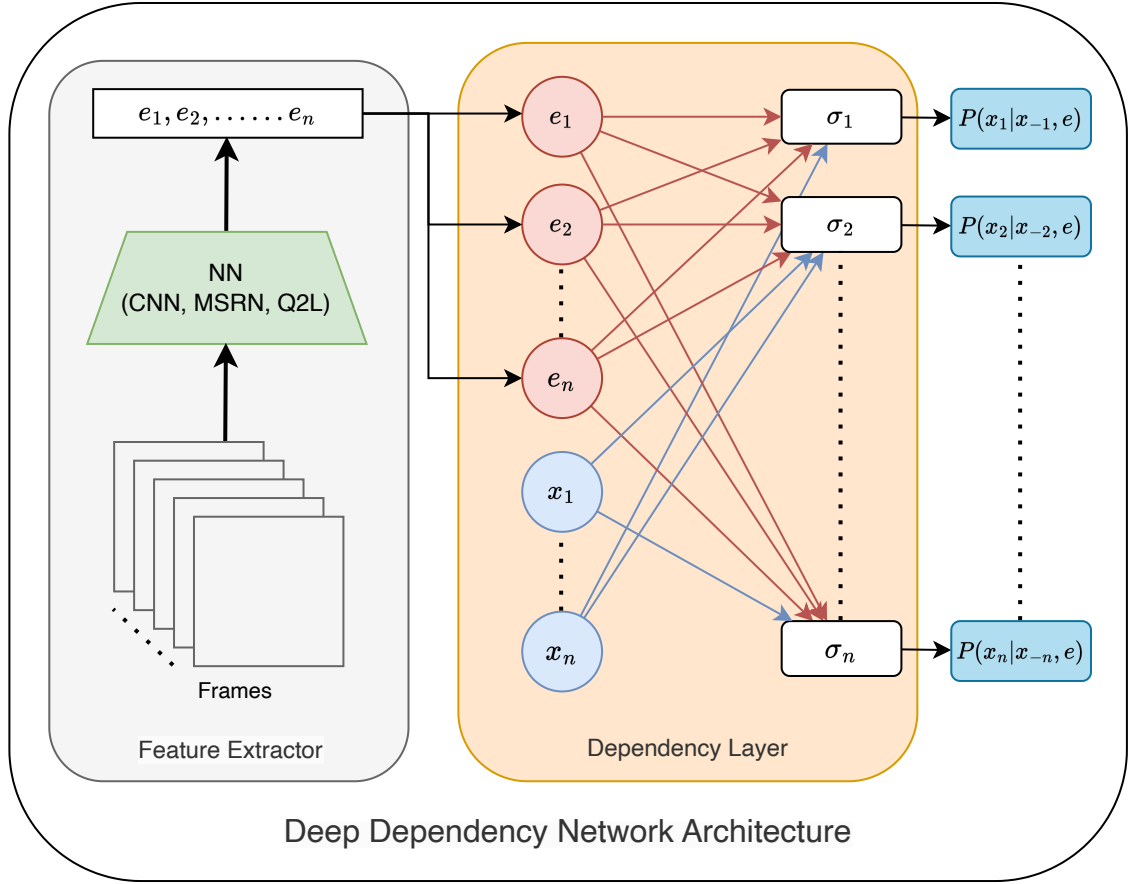 e₁, e₂, ...... eₙ
NN
(CNN, MSRN, Q2L)
Frames
Feature Extractor
e₁
e₂
eₙ
x₁
xₙ
σ₁
σ₂
σₙ
Dependency Layer
P(x₁|x₋₁, e)
P(x₂|x₋₂, e)
P(xₙ|x₋ₙ, e)
Deep Dependency Network Architecture